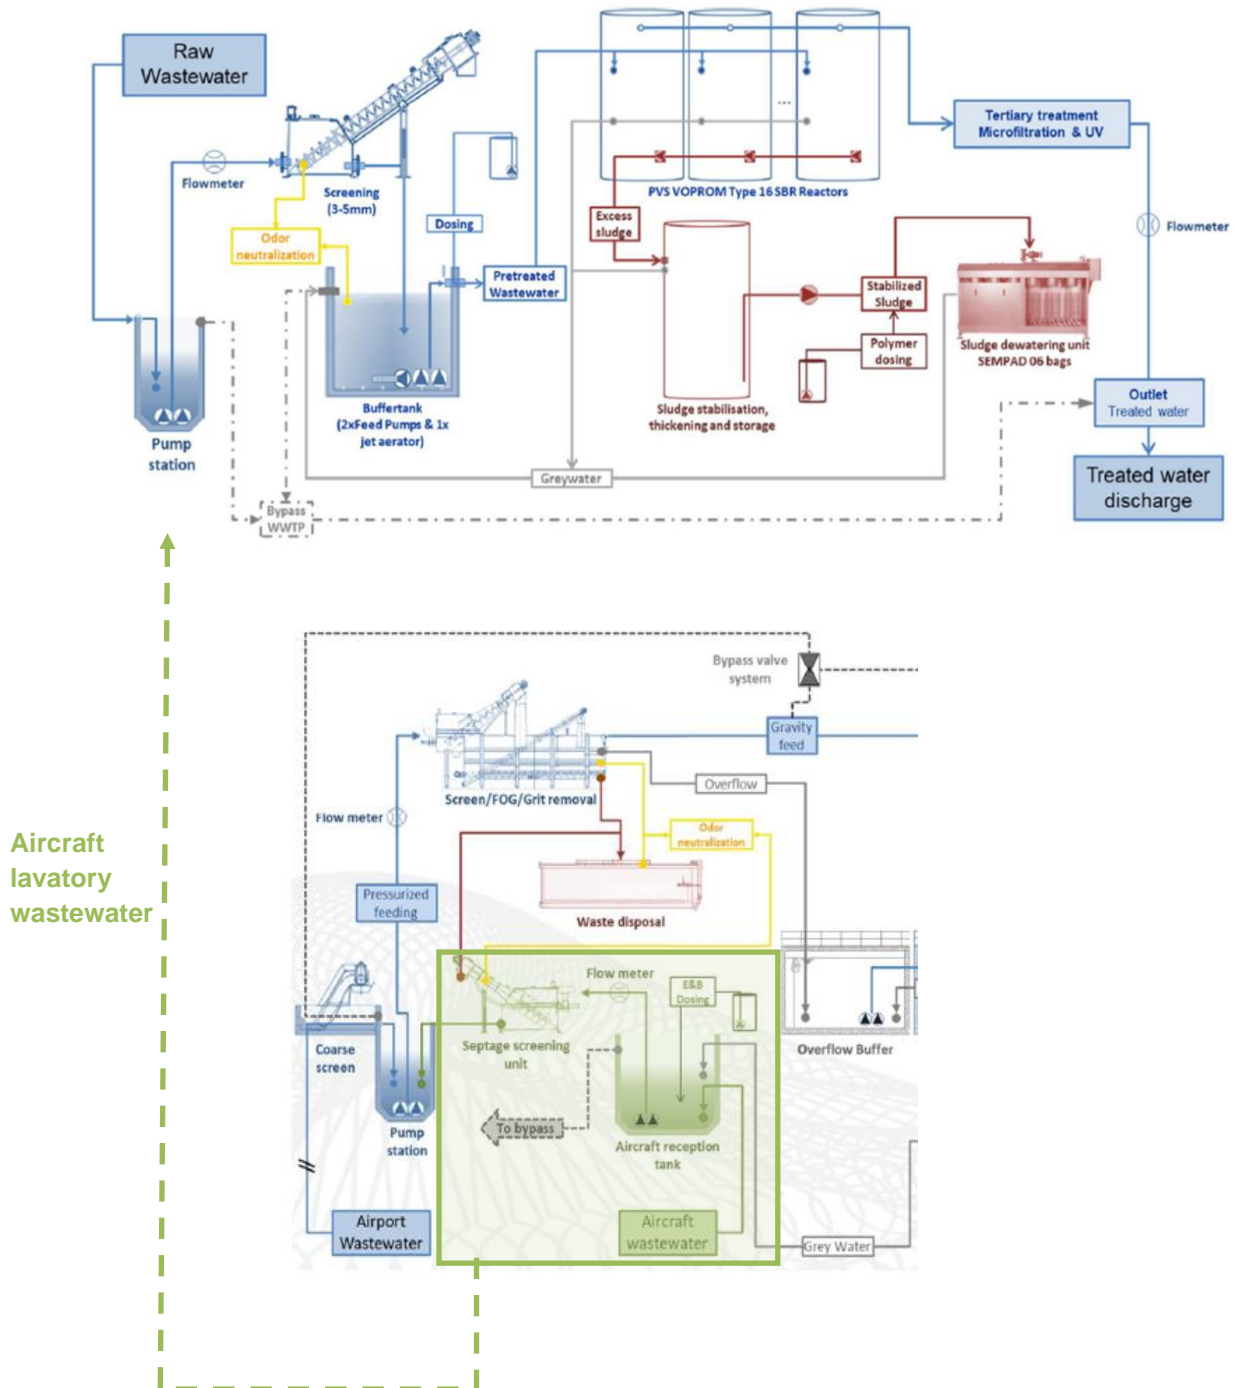 Raw
Wastewater
Flowmeter
Screening
(3-5mm)
Odor
neutralization
Dosing
Pretreated
Wastewater
Pump
station
Buffertank
(2xFeed Pumps & 1x
jet aerator)
Bypass
WWTP
Greywater
...
PVS VOPROM Type 16 SBR Reactors
Excess
sludge
Sludge stabilisation,
thickening and storage
Stabilized
Sludge
Polymer
dosing
Sludge dewatering unit
SEMPAD 06 bags
Tertiary treatment
Microfiltration & UV
Flowmeter
Outlet
Treated water
Treated water
discharge
Aircraft
lavatory
wastewater
Bypass valve
system
Gravity
feed
Screen/FOG/Grit removal
Overflow
Flow meter
Odor
neutralization
Pressurized
feeding
Waste disposal
Flow meter
E&B
Dosing
Coarse
screen
Septage screening
unit
Overflow Buffer
Pump
station
To bypass
Aircraft reception
tank
Airport
Wastewater
Aircraft
wastewater
Grey Water